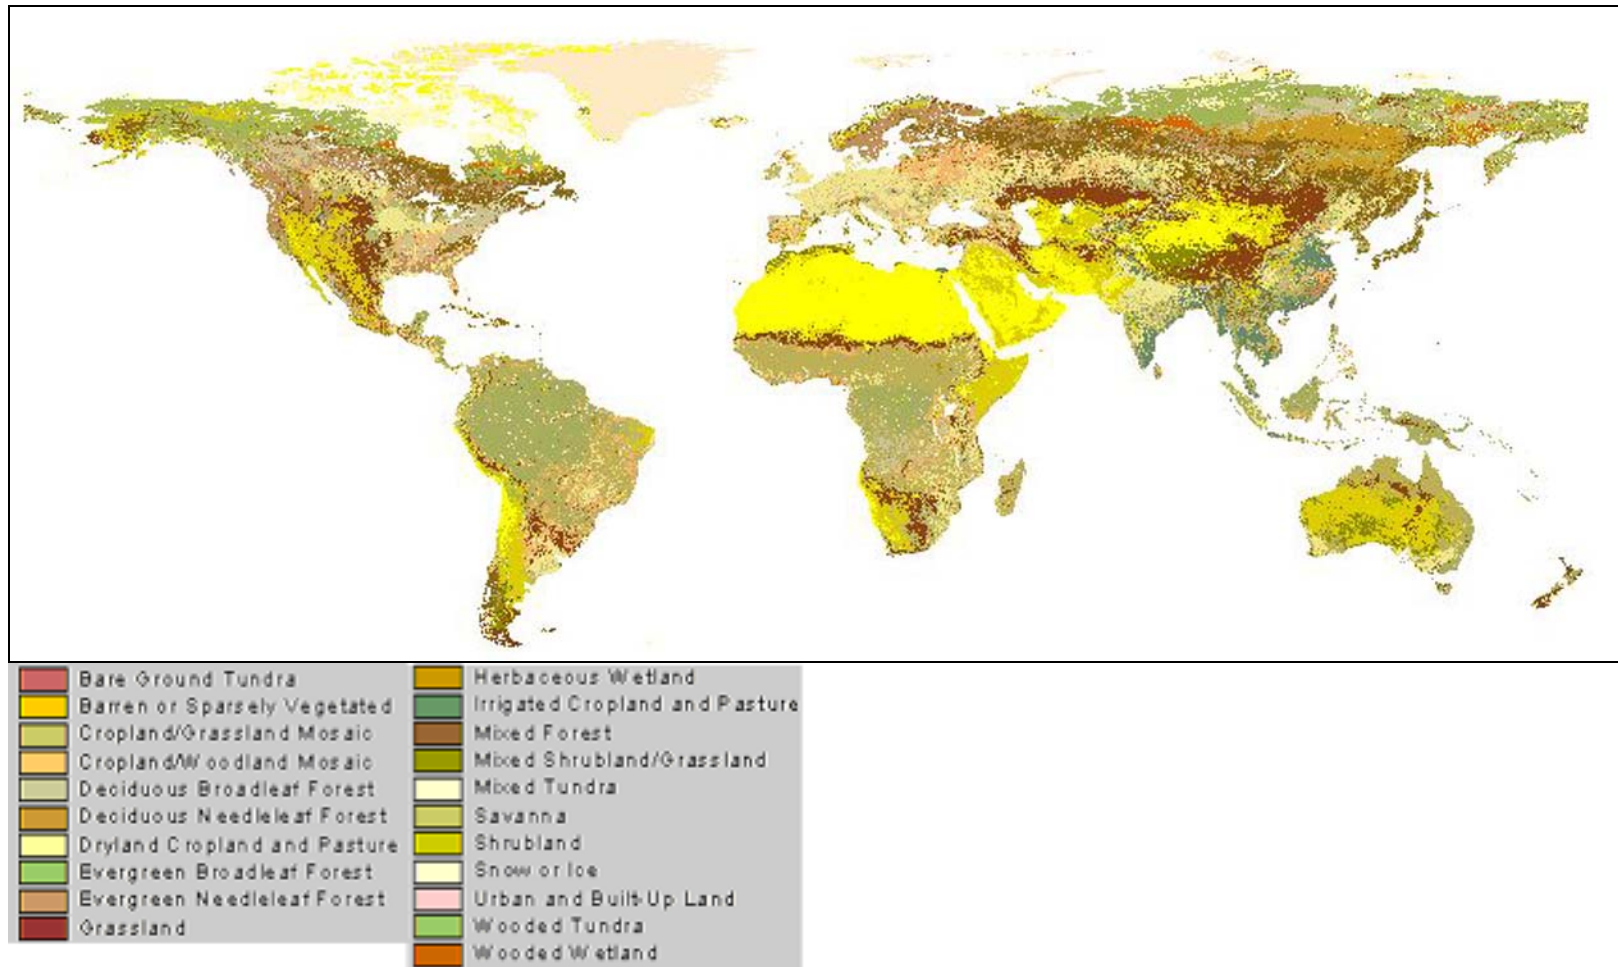 Bare Ground Tundra
Barren or Sparsely Vegetated
Cropland/Grassland Mosaic
Cropland/Woodland Mosaic
Deciduous Broadleaf Forest
Deciduous Needleleaf Forest
Dryland Cropland and Pasture
Evergreen Broadleaf Forest
Evergreen Needleleaf Forest
Grassland
Herbaceous Wetland
Irrigated Cropland and Pasture
Mixed Forest
Mixed Shrubland/Grassland
Mixed Tundra
Savanna
Shrubland
Snow or Ice
Urban and Built-Up Land
Wooded Tundra
Wooded Wetland